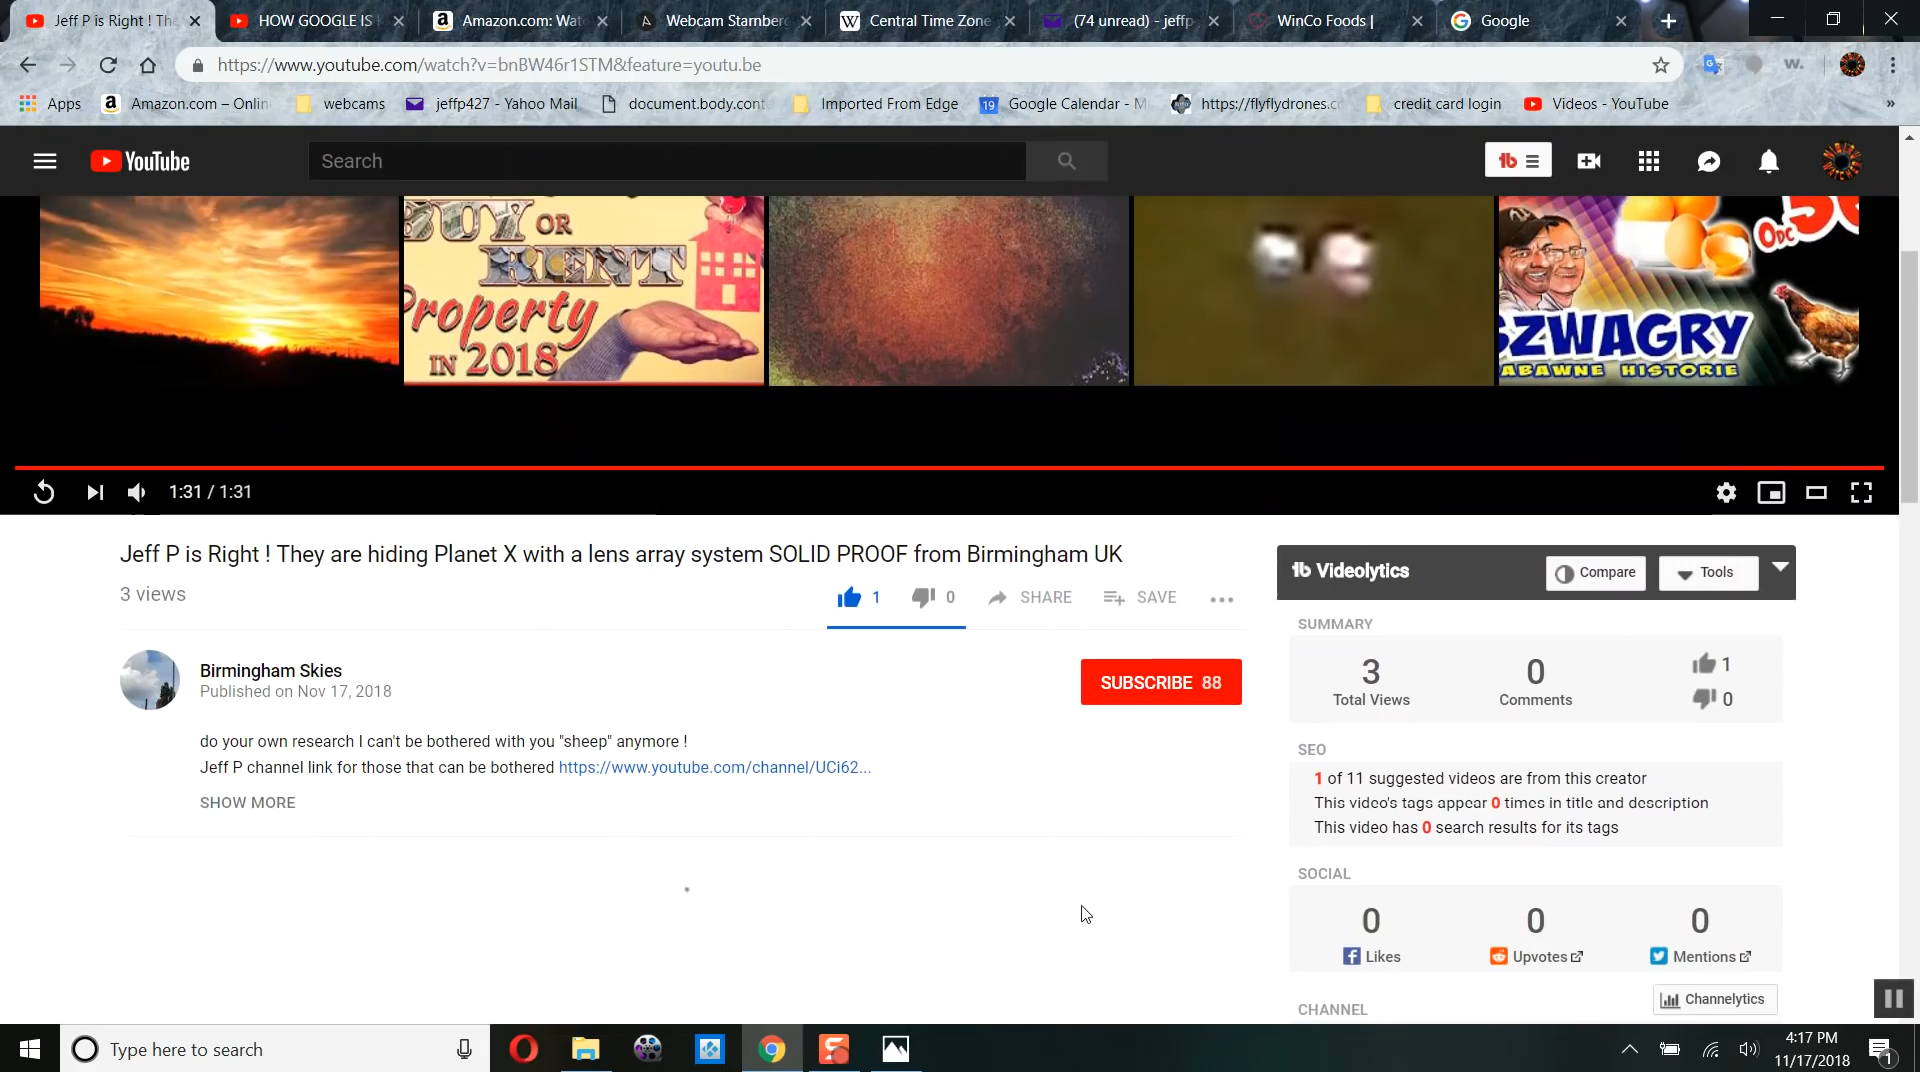 Jeff P is Right ! The
HOW GOOGLE IS
Amazon.com: Wat
Webcam Starnberg
Central Time Zone
(74 unread) - jeffp
WinCo Foods |
Google
https://www.youtube.com/watch?v=bnBW46r1STM&feature=youtu.be
Apps
Amazon.com – Onlin
webcams
jeffp427 - Yahoo Mail
document.body.cont
Imported From Edge
19
Google Calendar - M
https://flyflydrones.c
credit card login
Videos - YouTube
»
YouTube
Search
BUY OR
RENT
Property
IN 2018
ODC
SZWAGRY
ABAWNE HISTORIE
1:31 / 1:31
Jeff P is Right ! They are hiding Planet X with a lens array system SOLID PROOF from Birmingham UK
3 views
1
0
SHARE
SAVE
Birmingham Skies
Published on Nov 17, 2018
SUBSCRIBE 88
do your own research I can't be bothered with you "sheep" anymore !
Jeff P channel link for those that can be bothered https://www.youtube.com/channel/UCi62...
SHOW MORE
Videolytics
Compare
Tools
SUMMARY
3
Total Views
0
Comments
1
0
SEO
1 of 11 suggested videos are from this creator
This video's tags appear 0 times in title and description
This video has 0 search results for its tags
SOCIAL
0
Likes
0
Upvotes
0
Mentions
CHANNEL
Channelytics
Type here to search
4:17 PM
11/17/2018
1